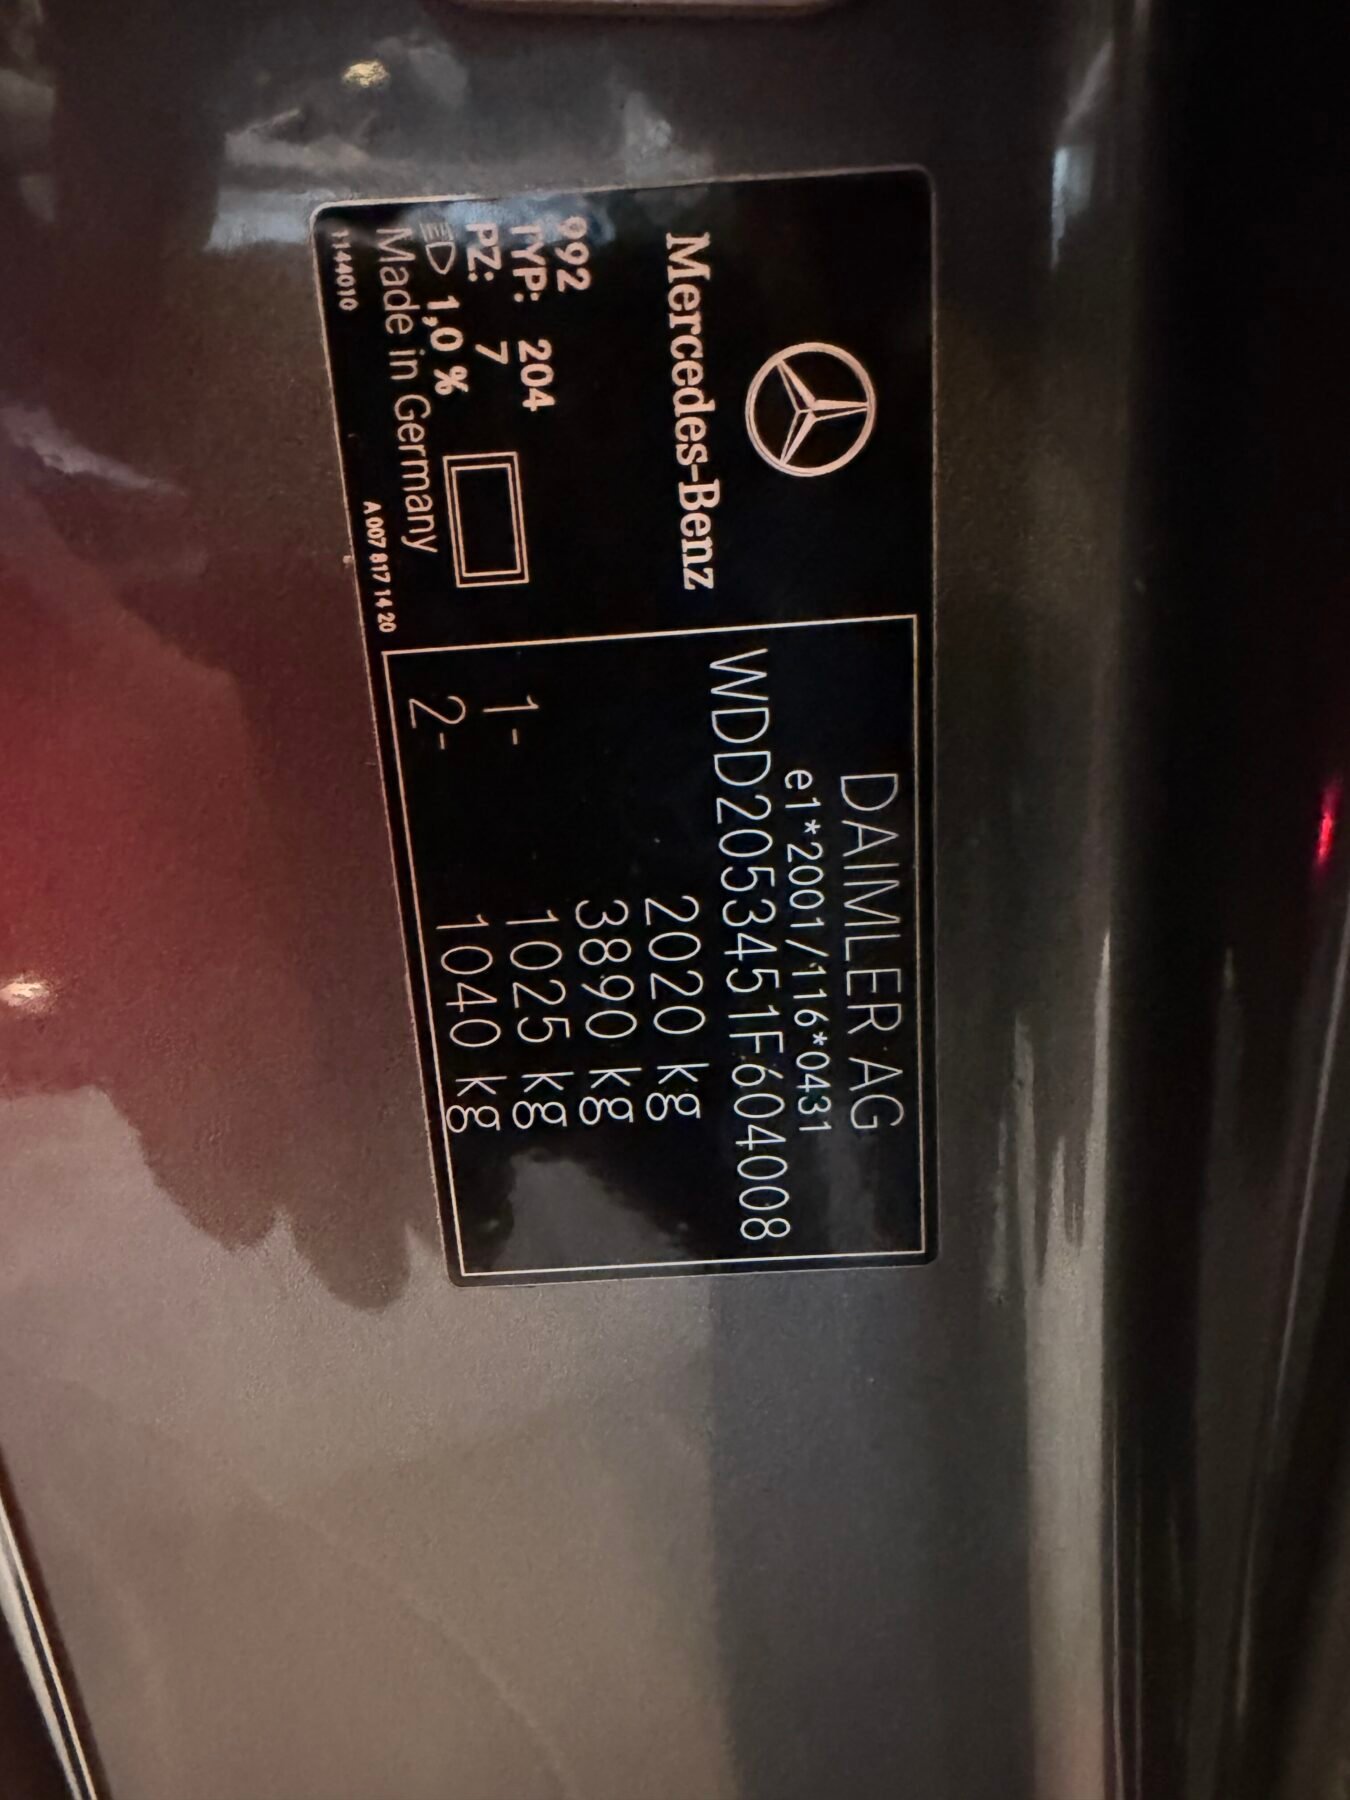 Mercedes-Benz
992
TYP: 204
PZ: 7
1,0 %
Made in Germany
A 007 817 14 20
DAIMLER AG
e1*2001/116*0431
WDD2053451F604008
2020 kg
3890 kg
1- 1025 kg
2- 1040 kg